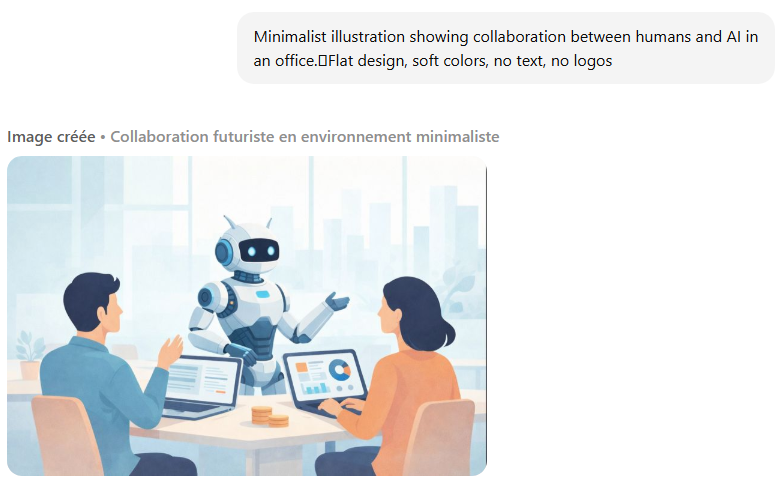 Minimalist illustration showing collaboration between humans and AI in
an office.▯Flat design, soft colors, no text, no logos
Image créée • Collaboration futuriste en environnement minimaliste